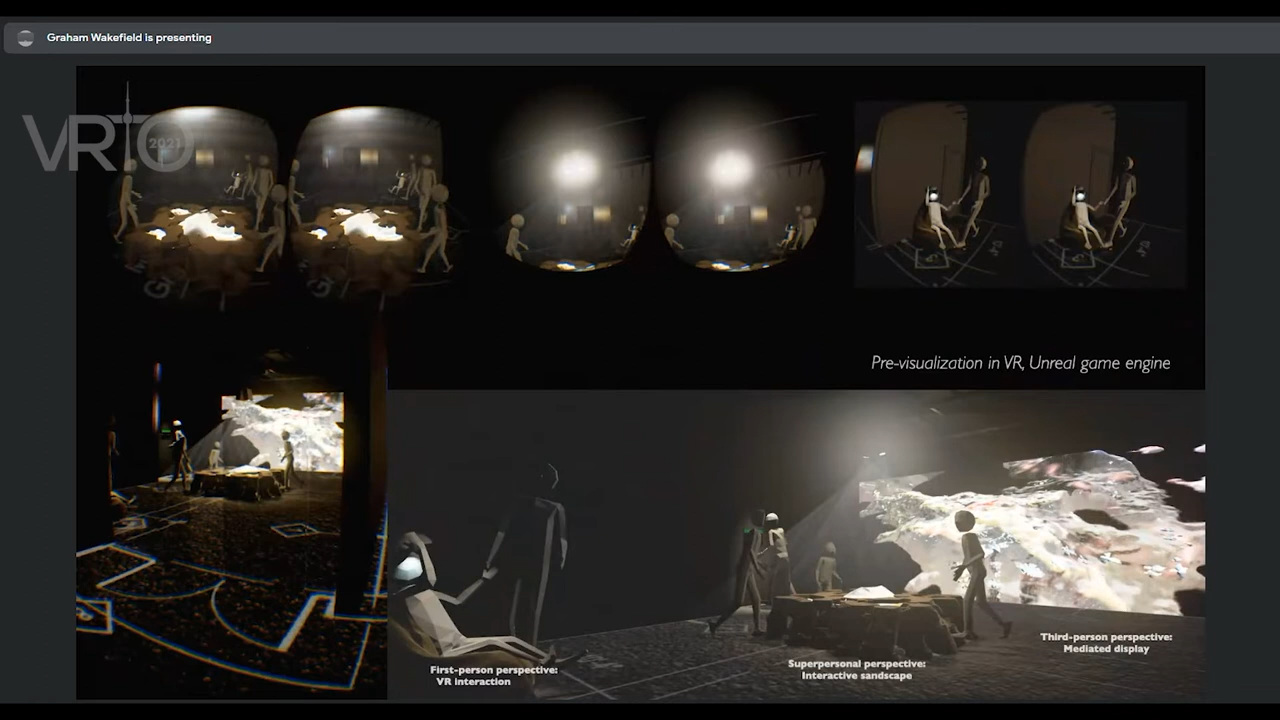 Graham Wakefield is presenting
VRTO
2021
Pre-visualization in VR, Unreal game engine
First-person perspective:
VR interaction
Superpersonal perspective:
Interactive sandscape
Third-person perspective:
Mediated display